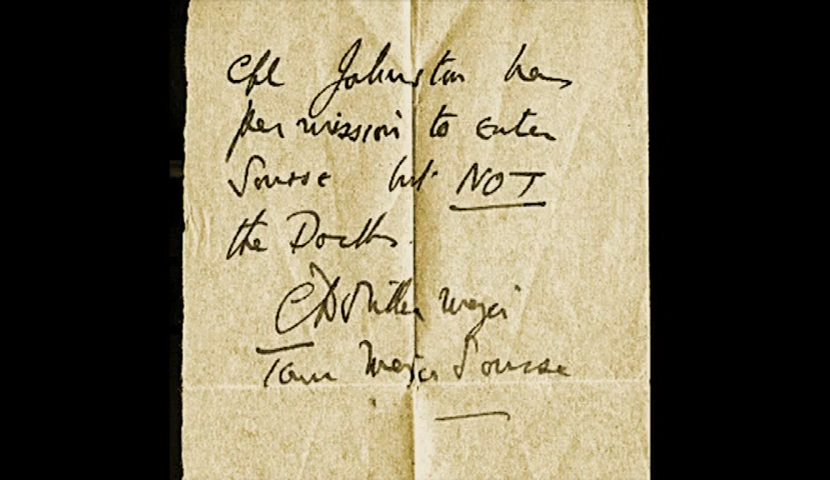 Cpl Johnston has
permission to enter
Sousse but NOT
the Docks.
Major
Town Major Sousse